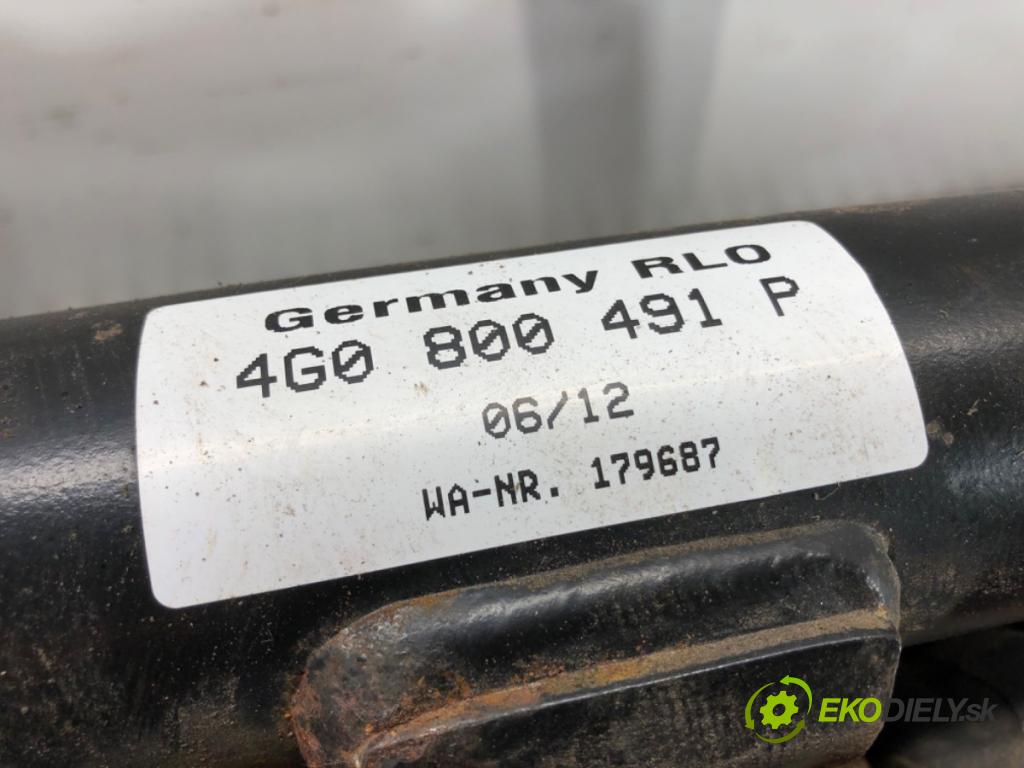 Germany RLO
4G0 800 491 P
06/12
WA-NR. 179687
EKODIELY.sk